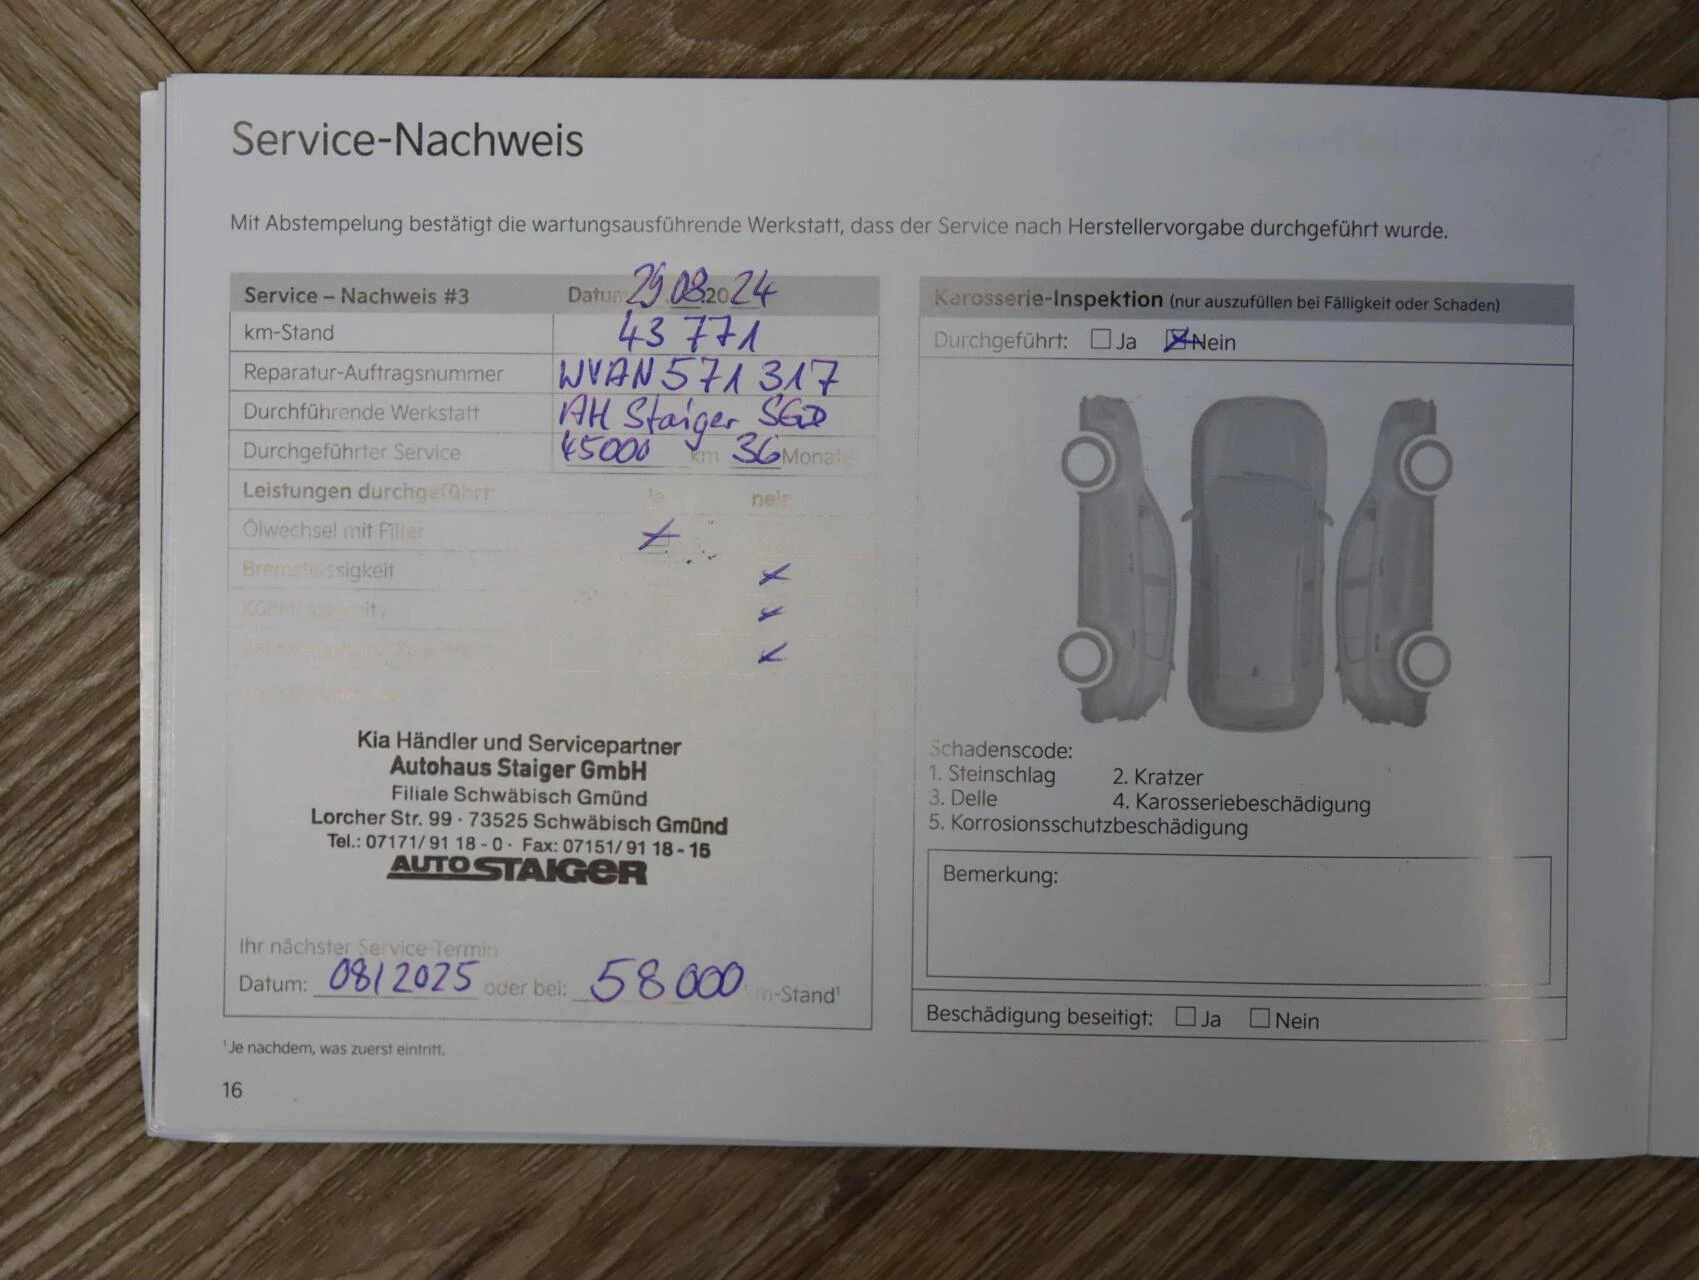 Service-Nachweis
Mit Abstempelung bestätigt die wartungsausführende Werkstatt, dass der Service nach Herstellervorgabe durchgeführt wurde.
Service – Nachweis #3 Datum 29.08.2024
km-Stand 43 771
Reparatur-Auftragsnummer WVAN 571 317
Durchführende Werkstatt AH Staiger SGD
Durchgeführter Service 45000 km 36 Monate
Leistungen durchgeführt: ja nein
Ölwechsel mit Filter
Bremsflüssigkeit
Kia Händler und Servicepartner
Autohaus Staiger GmbH
Filiale Schwäbisch Gmünd
Lorcher Str. 99 · 73525 Schwäbisch Gmünd
Tel.: 07171/ 91 18 - 0 · Fax: 07151/ 91 18 - 15
AUTO STAIGER
Ihr nächster Service-Termin
Datum: 08/2025 oder bei: 58 000 km-Stand¹
¹Je nachdem, was zuerst eintritt.
16
Karosserie-Inspektion (nur auszufüllen bei Fälligkeit oder Schaden)
Durchgeführt: Ja Nein
Schadenscode:
1. Steinschlag 2. Kratzer
3. Delle 4. Karosseriebeschädigung
5. Korrosionsschutzbeschädigung
Bemerkung:
Beschädigung beseitigt: Ja Nein